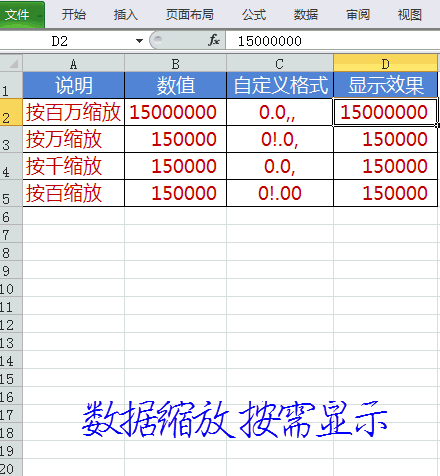 文件 开始 插入 页面布局 公式 数据 审阅 视图
D2 fx 15000000
A B C D
1 说明 数值 自定义格式 显示效果
2 按百万缩放 15000000 0.0,, 15000000
3 按万缩放 150000 0!.0, 150000
4 按千缩放 150000 0.0, 150000
5 按百缩放 150000 0!.00 150000
6
7
8
9
10
11
12
13
14
15
16
17 数据缩放 按需显示
18
19
20